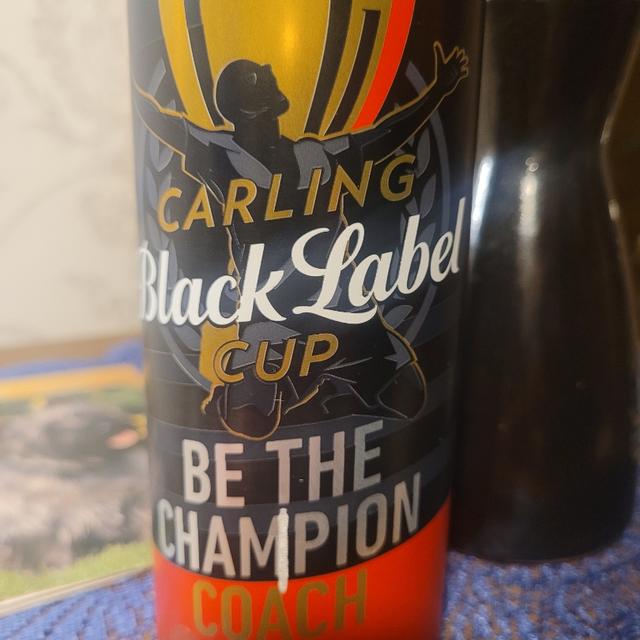 CARLING
Black Label
CUP
BE THE
CHAMPION
COACH